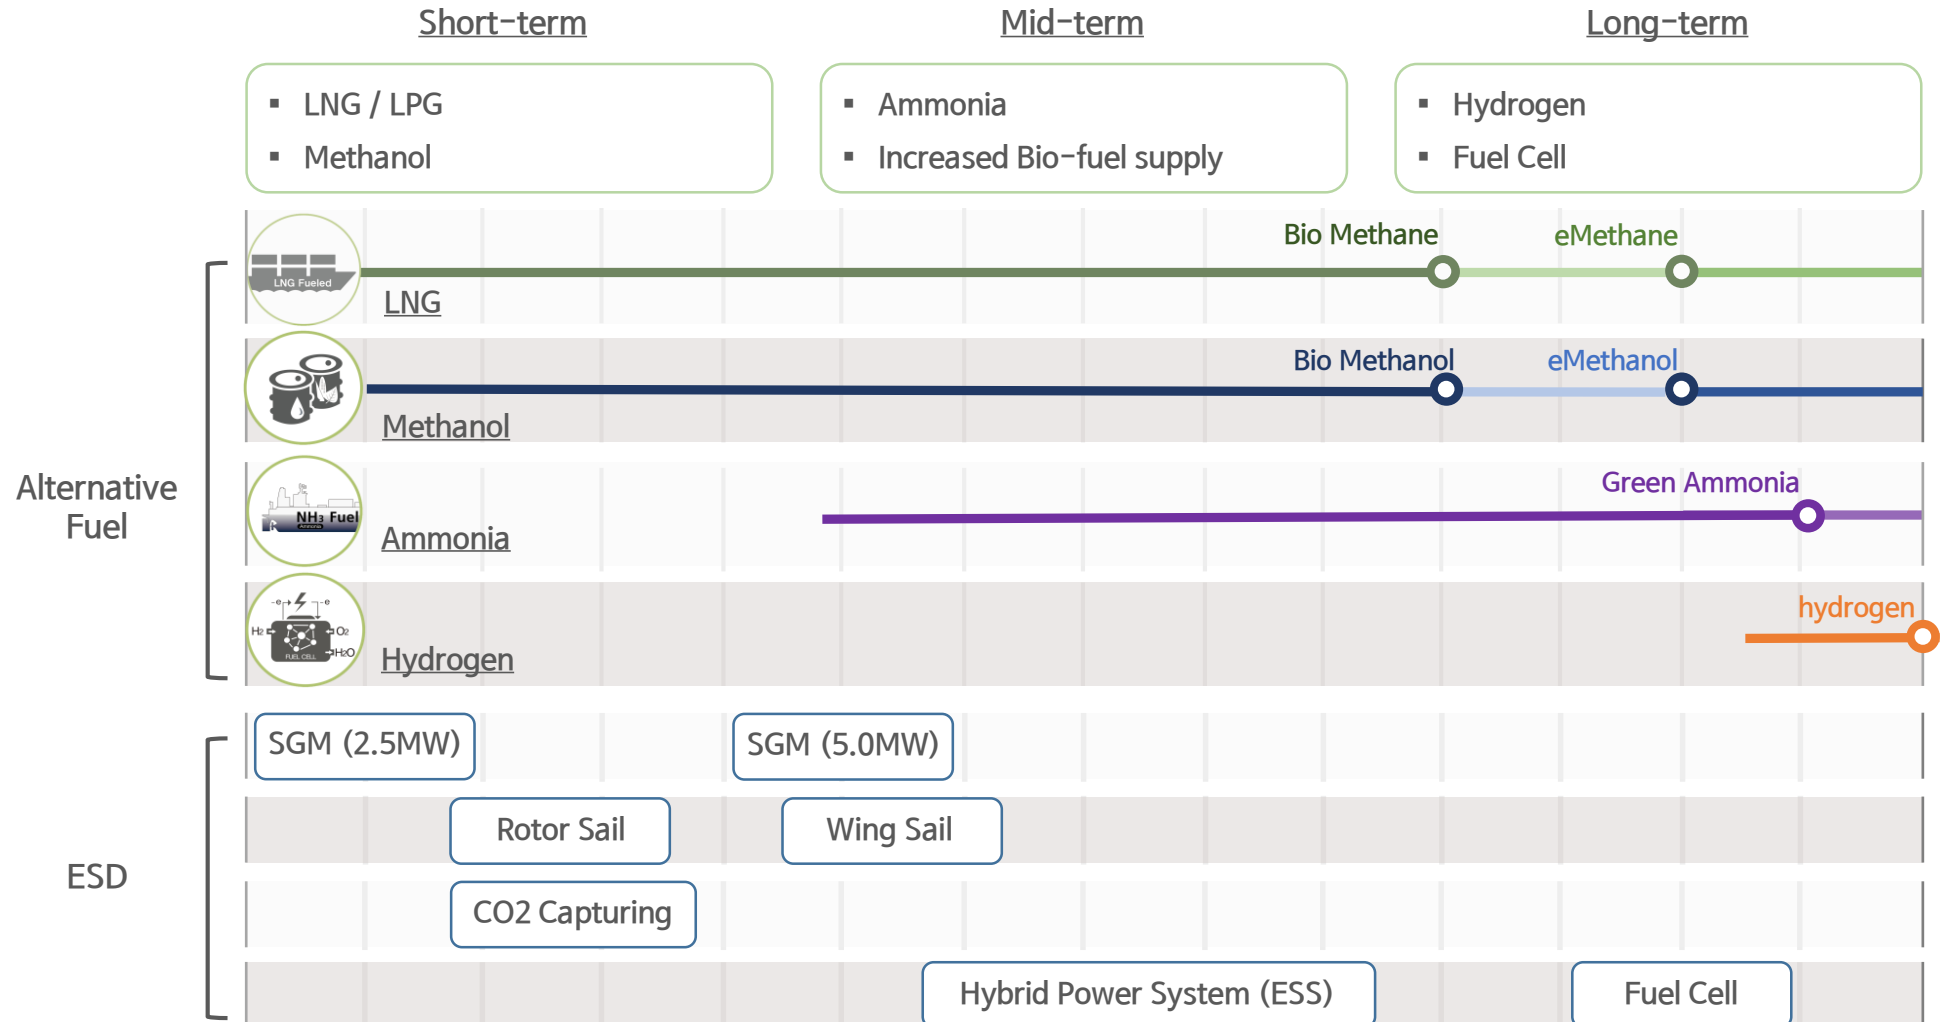 Short-term
Mid-term
Long-term
▪ LNG / LPG
▪ Methanol
▪ Ammonia
▪ Increased Bio-fuel supply
▪ Hydrogen
▪ Fuel Cell
Alternative
Fuel
LNG Fueled
LNG
Bio Methane
eMethane
Methanol
Bio Methanol
eMethanol
NH₃ Fuel
Ammonia
Ammonia
Green Ammonia
-e
-e
H₂
O₂
H₂O
FUEL CELL
Hydrogen
hydrogen
ESD
SGM (2.5MW)
SGM (5.0MW)
Rotor Sail
Wing Sail
CO2 Capturing
Hybrid Power System (ESS)
Fuel Cell